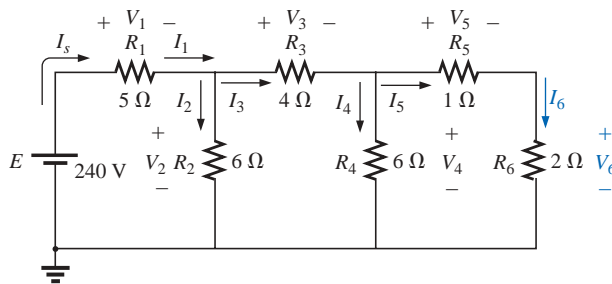 + V1 − + V3 − + V5 −
Is R1 I1 R3 R5
5 Ω I2 I3 4 Ω I4 I5 1 Ω I6
+ + +
E 240 V V2 R2 6 Ω R4 6 Ω V4 R6 2 Ω V6
− − −